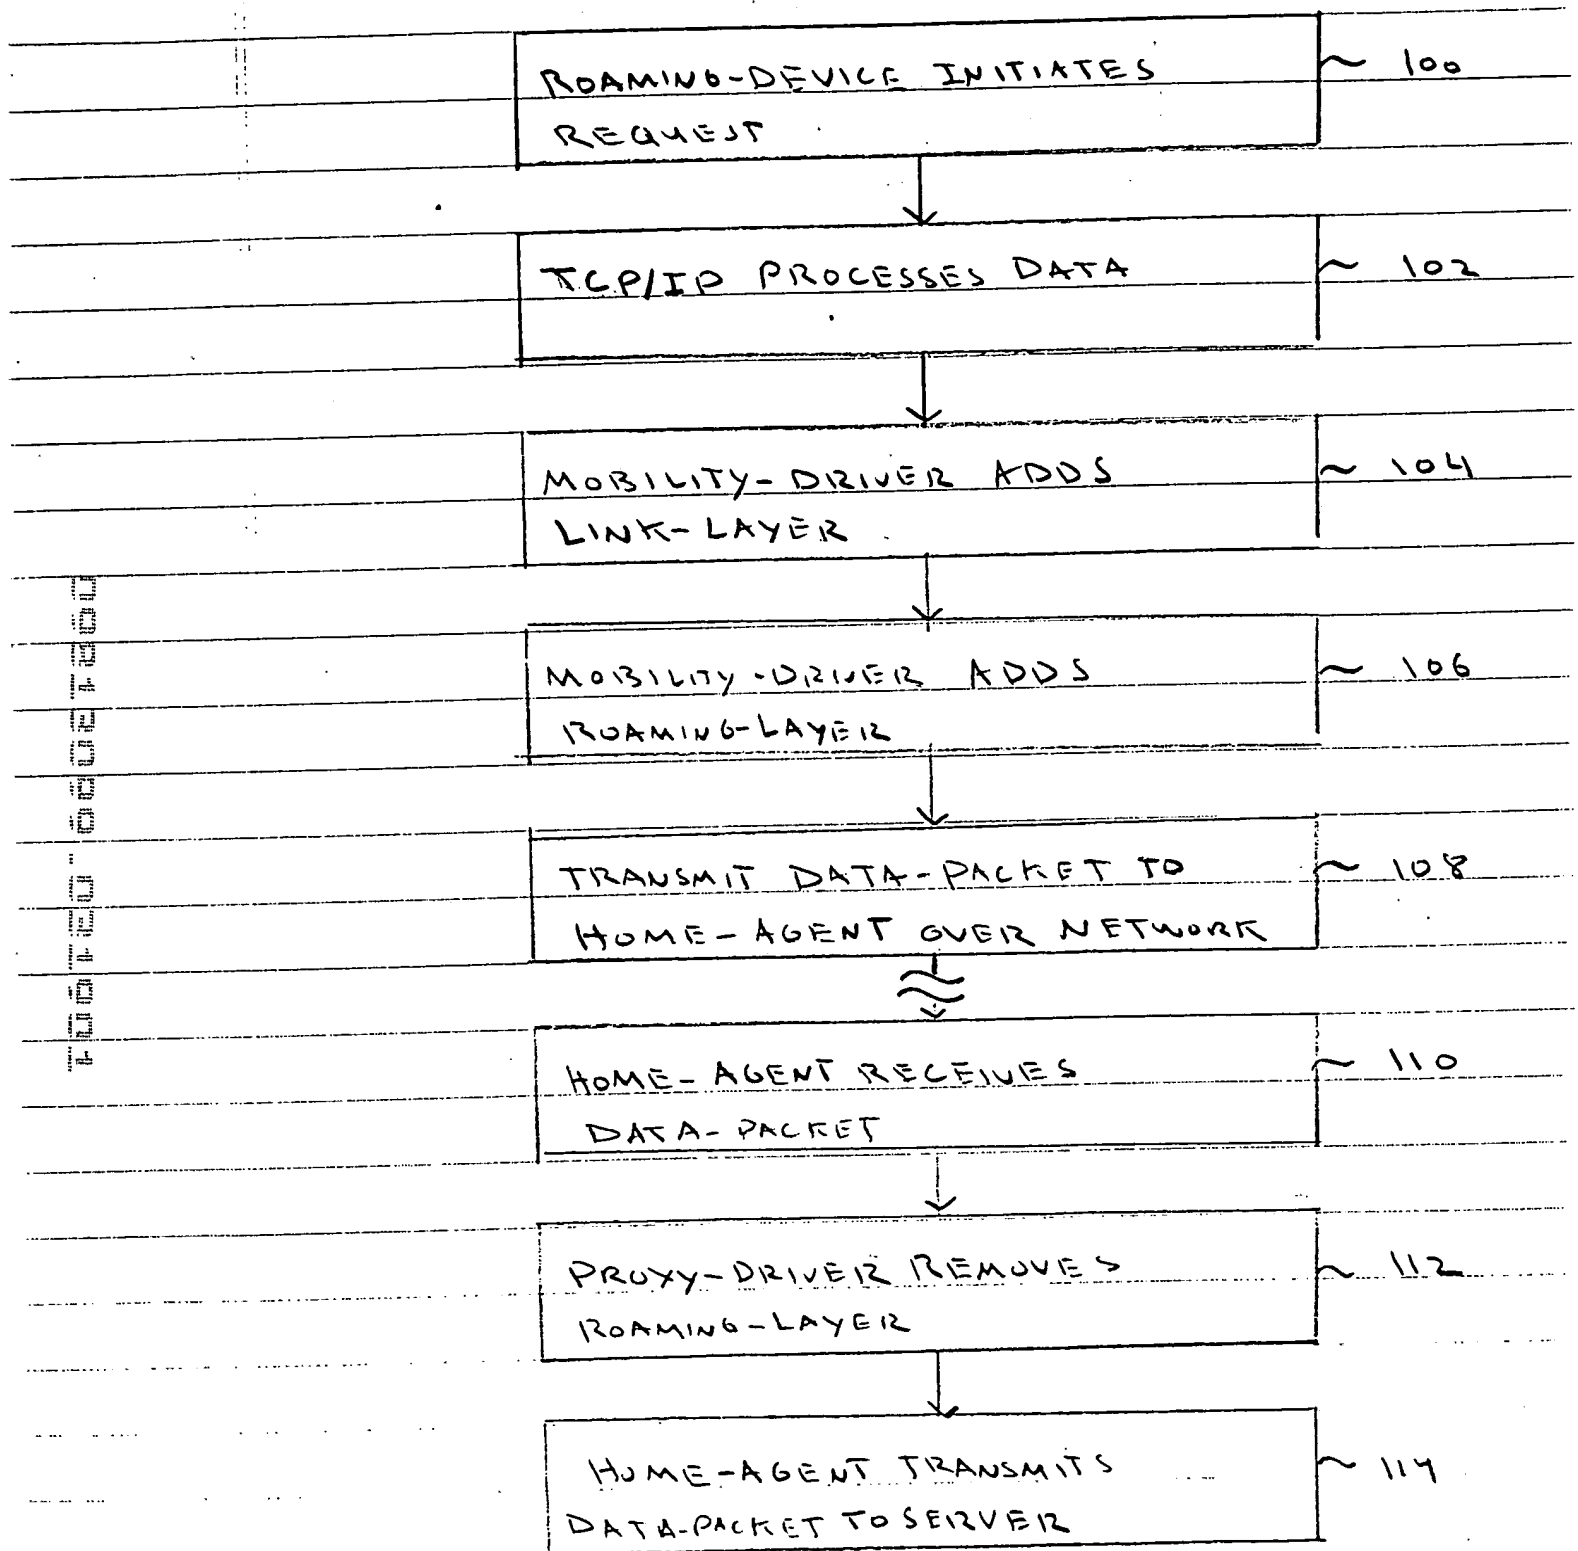 ROAMING-DEVICE INITIATES ~ 100
REQUEST
TCP/IP PROCESSES DATA ~ 102
MOBILITY-DRIVER ADDS ~ 104
LINK-LAYER
MOBILITY-DRIVER ADDS ~ 106
ROAMING-LAYER
TRANSMIT DATA-PACKET TO ~ 108
HOME-AGENT OVER NETWORK
HOME-AGENT RECEIVES ~ 110
DATA-PACKET
PROXY-DRIVER REMOVES ~ 112
ROAMING-LAYER
HOME-AGENT TRANSMITS ~ 114
DATA-PACKET TO SERVER